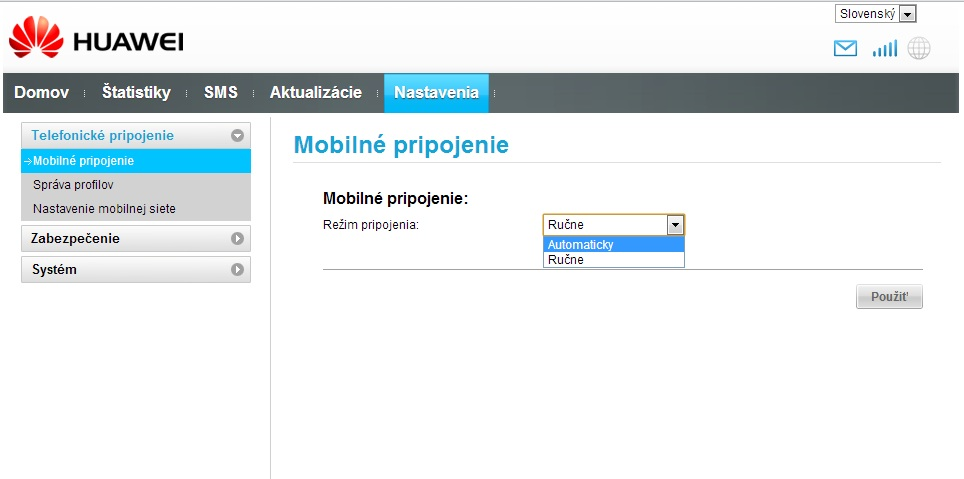 Slovenský
HUAWEI
Domov Štatistiky SMS Aktualizácie Nastavenia
Telefonické pripojenie
Mobilné pripojenie
Správa profilov
Nastavenie mobilnej siete
Zabezpečenie
Systém
Mobilné pripojenie
Mobilné pripojenie:
Režim pripojenia: Ručne
Automaticky
Ručne
Použiť